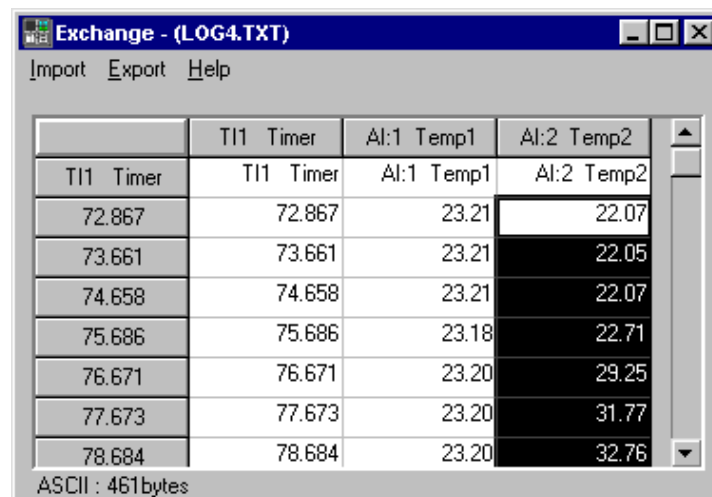 Exchange - (LOG4.TXT)
Import Export Help
TI1 Timer AI:1 Temp1 AI:2 Temp2
TI1 Timer TI1 Timer AI:1 Temp1 AI:2 Temp2
72.867 72.867 23.21 22.07
73.661 73.661 23.21 22.05
74.658 74.658 23.21 22.07
75.686 75.686 23.18 22.71
76.671 76.671 23.20 29.25
77.673 77.673 23.20 31.77
78.684 78.684 23.20 32.76
ASCII : 461bytes